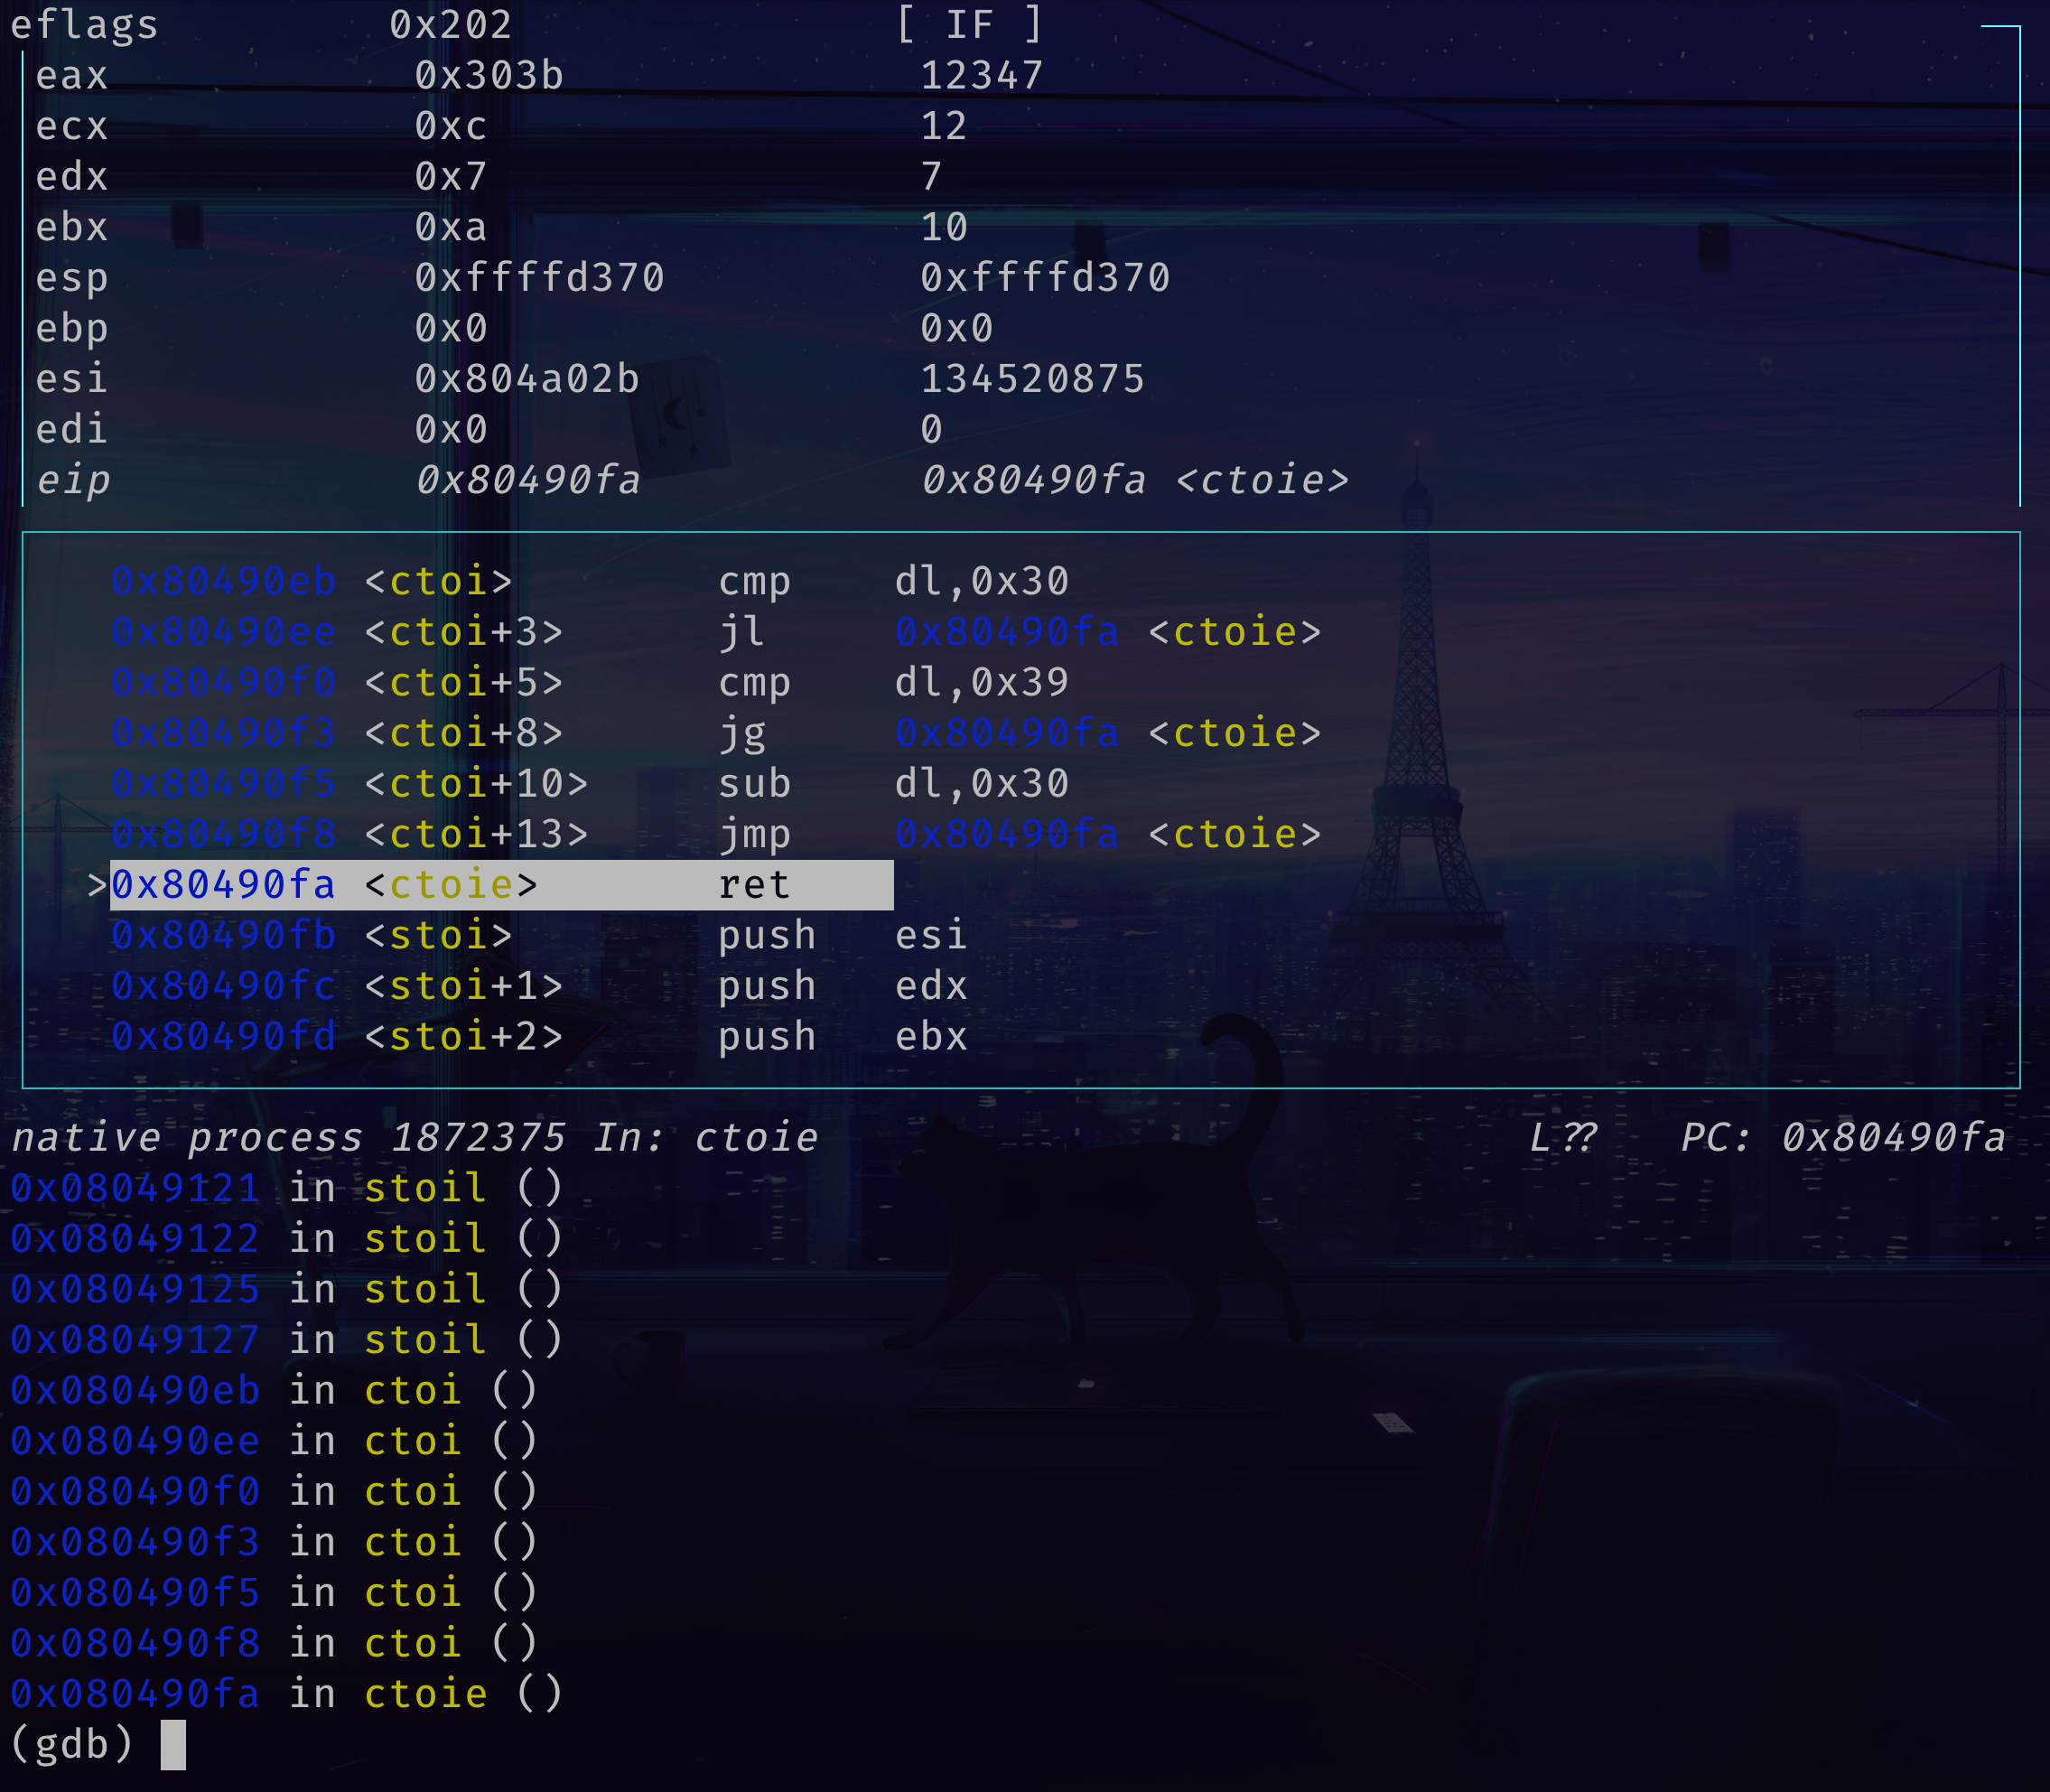 eflags 0x202 [ IF ]
eax 0x303b 12347
ecx 0xc 12
edx 0x7 7
ebx 0xa 10
esp 0xffffd370 0xffffd370
ebp 0x0 0x0
esi 0x804a02b 134520875
edi 0x0 0
eip 0x80490fa 0x80490fa <ctoie>
0x80490eb <ctoi> cmp dl,0x30
0x80490ee <ctoi+3> jl 0x80490fa <ctoie>
0x80490f0 <ctoi+5> cmp dl,0x39
0x80490f3 <ctoi+8> jg 0x80490fa <ctoie>
0x80490f5 <ctoi+10> sub dl,0x30
0x80490f8 <ctoi+13> jmp 0x80490fa <ctoie>
>0x80490fa <ctoie> ret
0x80490fb <stoi> push esi
0x80490fc <stoi+1> push edx
0x80490fd <stoi+2> push ebx
native process 1872375 In: ctoie L?? PC: 0x80490fa
0x08049121 in stoil ()
0x08049122 in stoil ()
0x08049125 in stoil ()
0x08049127 in stoil ()
0x080490eb in ctoi ()
0x080490ee in ctoi ()
0x080490f0 in ctoi ()
0x080490f3 in ctoi ()
0x080490f5 in ctoi ()
0x080490f8 in ctoi ()
0x080490fa in ctoie ()
(gdb)